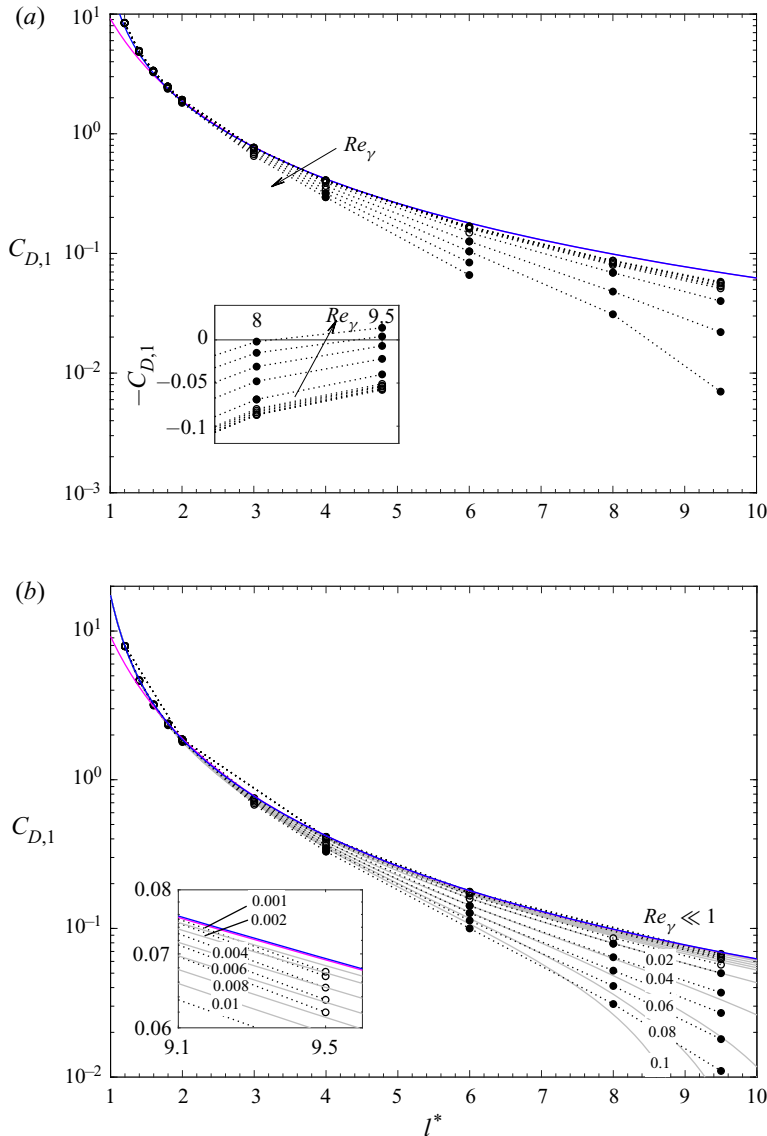 (a)
10^1
10^0
10^{-1}
10^{-2}
10^{-3}
C_{D,1}
Re_γ
8
Re_γ
9.5
0
−0.05
−0.1
−C_{D,1}
1 2 3 4 5 6 7 8 9 10
(b)
10^1
10^0
10^{-1}
10^{-2}
C_{D,1}
Re_γ ≪ 1
0.02
0.04
0.06
0.08
0.1
0.08
0.07
0.06
0.001
0.002
0.004
0.006
0.008
0.01
9.1 9.5
1 2 3 4 5 6 7 8 9 10
l^*